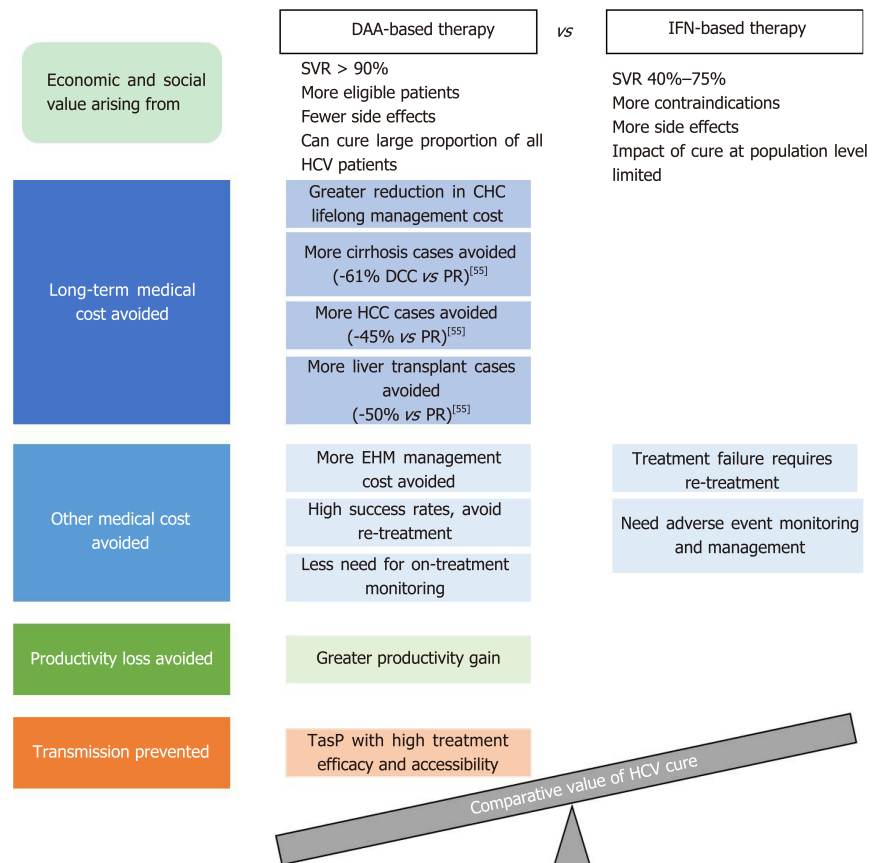 DAA-based therapy vs IFN-based therapy
Economic and social
value arising from
SVR > 90%
More eligible patients
Fewer side effects
Can cure large proportion of all
HCV patients
SVR 40%–75%
More contraindications
More side effects
Impact of cure at population level
limited
Long-term medical
cost avoided
Greater reduction in CHC
lifelong management cost
More cirrhosis cases avoided
(-61% DCC vs PR)[55]
More HCC cases avoided
(-45% vs PR)[55]
More liver transplant cases
avoided
(-50% vs PR)[55]
Other medical cost
avoided
More EHM management
cost avoided
High success rates, avoid
re-treatment
Less need for on-treatment
monitoring
Treatment failure requires
re-treatment
Need adverse event monitoring
and management
Productivity loss avoided
Greater productivity gain
Transmission prevented
TasP with high treatment
efficacy and accessibility
Comparative value of HCV cure